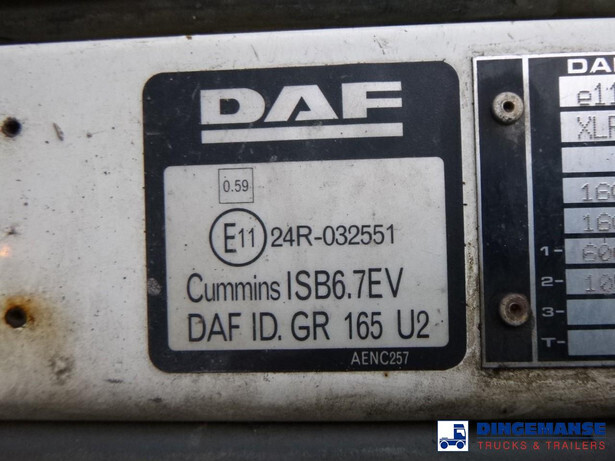 DAF
0.59
E11 24R-032551
Cummins ISB6.7EV
DAF ID. GR 165 U2
AENC257
DA
e11
1-
2-
3-
T-
DINGEMANSE
TRUCKS & TRAILERS